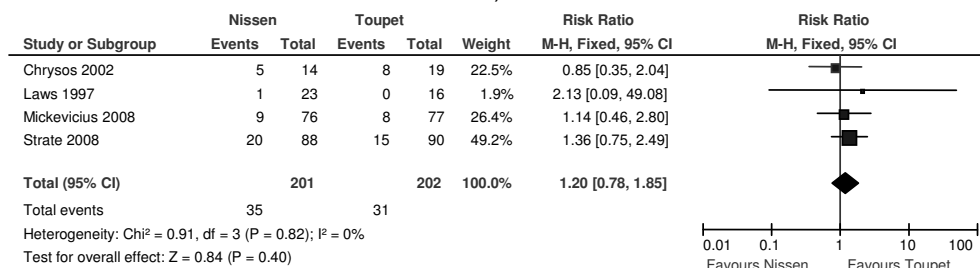 Nissen Toupet Risk Ratio Risk Ratio
Study or Subgroup Events Total Events Total Weight M-H, Fixed, 95% CI M-H, Fixed, 95% CI
Chrysos 2002 5 14 8 19 22.5% 0.85 [0.35, 2.04]
Laws 1997 1 23 0 16 1.9% 2.13 [0.09, 49.08]
Mickevicius 2008 9 76 8 77 26.4% 1.14 [0.46, 2.80]
Strate 2008 20 88 15 90 49.2% 1.36 [0.75, 2.49]
Total (95% CI) 201 202 100.0% 1.20 [0.78, 1.85]
Total events 35 31
Heterogeneity: Chi² = 0.91, df = 3 (P = 0.82); I² = 0%
Test for overall effect: Z = 0.84 (P = 0.40)
0.01 0.1 1 10 100
Favours Nissen Favours Toupet